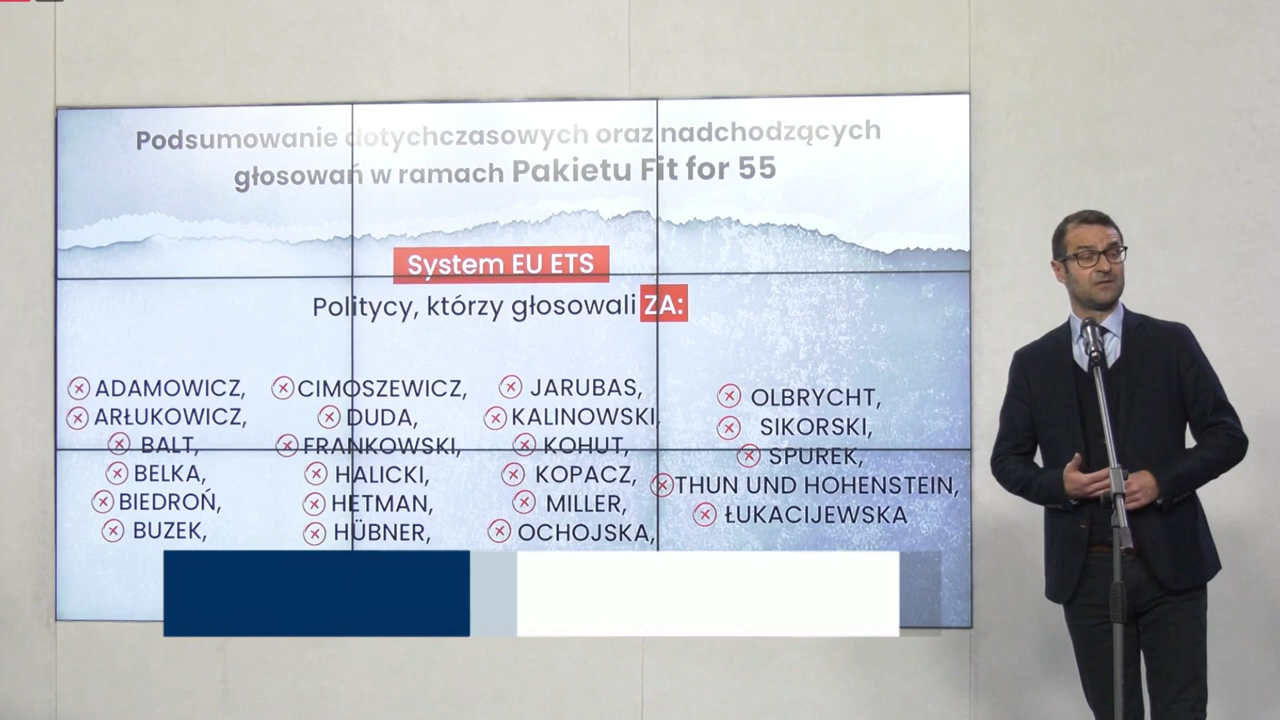 Podsumowanie dotychczasowych oraz nadchodzących
głosowań w ramach Pakietu Fit for 55
System EU ETS
Politycy, którzy głosowali ZA:
ADAMOWICZ,
ARŁUKOWICZ,
BALT,
BELKA,
BIEDROŃ,
BUZEK,
CIMOSZEWICZ,
DUDA,
FRANKOWSKI,
HALICKI,
HETMAN,
HÜBNER,
JARUBAS,
KALINOWSKI,
KOHUT,
KOPACZ,
MILLER,
OCHOJSKA,
OLBRYCHT,
SIKORSKI,
SPUREK,
THUN UND HOHENSTEIN,
ŁUKACIJEWSKA